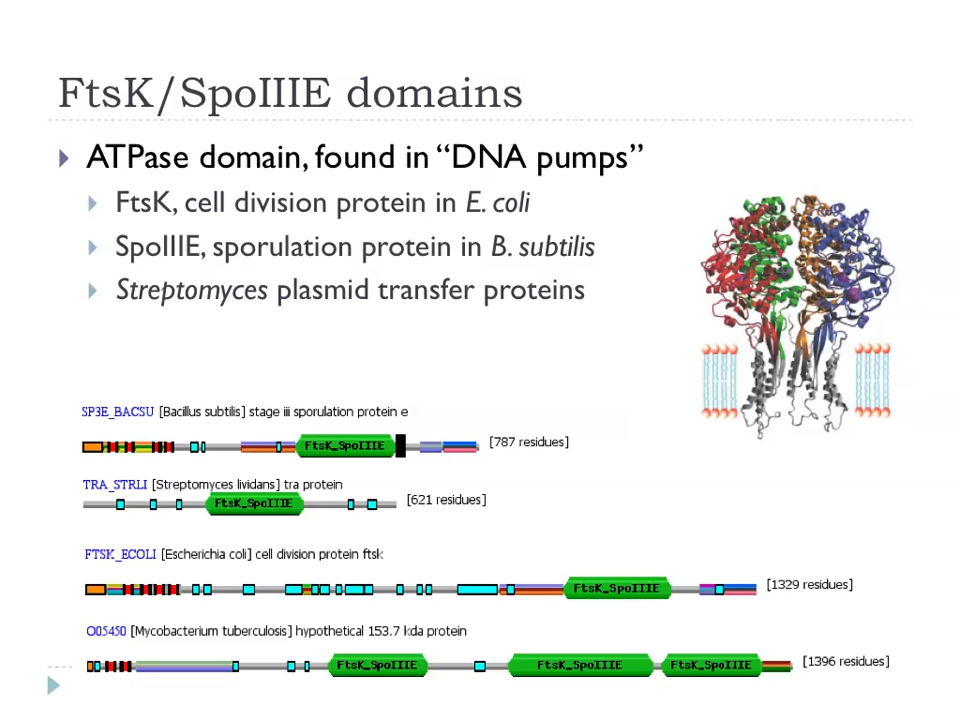 FtsK/SpoIIIE domains
ATPase domain, found in “DNA pumps”
FtsK, cell division protein in E. coli
SpoIIIE, sporulation protein in B. subtilis
Streptomyces plasmid transfer proteins
SP3E_BACSU [Bacillus subtilis] stage iii sporulation protein e
FtsK_SpoIIIE
[787 residues]
TRA_STRLI [Streptomyces lividans] tra protein
FtsK_SpoIIIE
[621 residues]
FTSK_ECOLI [Escherichia coli] cell division protein ftsk
FtsK_SpoIIIE
[1329 residues]
O05450 [Mycobacterium tuberculosis] hypothetical 153.7 kda protein
FtsK_SpoIIIE FtsK_SpoIIIE FtsK_SpoIIIE
[1396 residues]